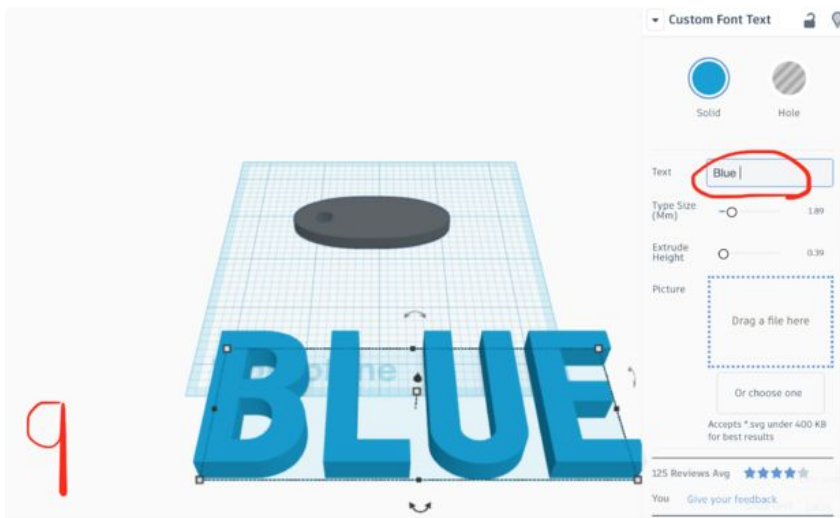 Custom Font Text
Solid
Hole
Text
Blue
Type Size (Mm)
1.89
Extrude Height
0.39
Picture
Drag a file here
Or choose one
Accepts *.svg under 400 KB
for best results
125 Reviews Avg
You
Give your feedback
BLUE
9